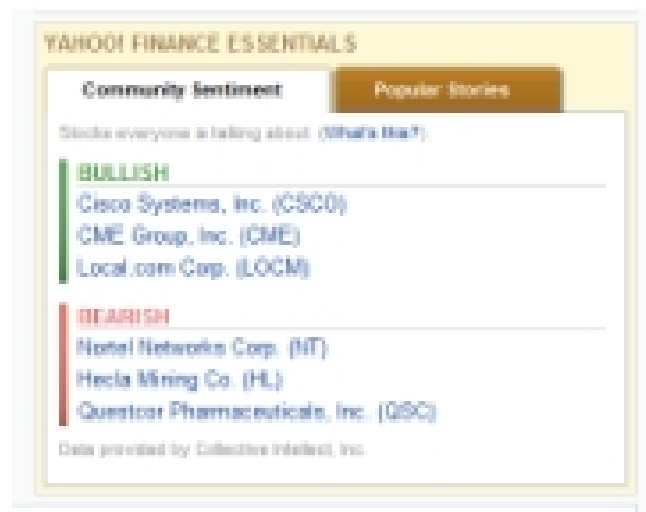 YAHOO! FINANCE ESSENTIALS
Community Sentiment
Popular Stories
Stocks everyone is talking about. (What's this?)
BULLISH
Cisco Systems, Inc. (CSCO)
CME Group, Inc. (CME)
Local.com Corp. (LOCM)
BEARISH
Nortel Networks Corp. (NT)
Hecla Mining Co. (HL)
Questcor Pharmaceuticals, Inc. (QSC)
Data provided by Collective Intellect, Inc.